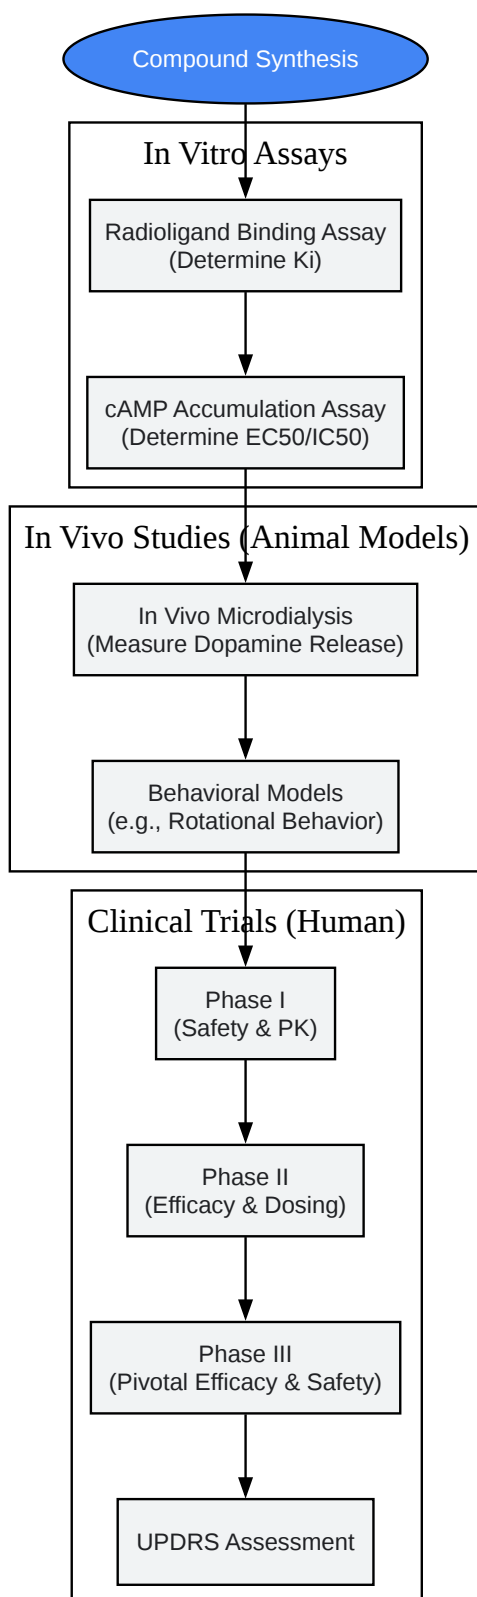 Compound Synthesis
In Vitro Assays
Radioligand Binding Assay
(Determine Ki)
cAMP Accumulation Assay
(Determine EC50/IC50)
In Vivo Studies (Animal Models)
In Vivo Microdialysis
(Measure Dopamine Release)
Behavioral Models
(e.g., Rotational Behavior)
Clinical Trials (Human)
Phase I
(Safety & PK)
Phase II
(Efficacy & Dosing)
Phase III
(Pivotal Efficacy & Safety)
UPDRS Assessment